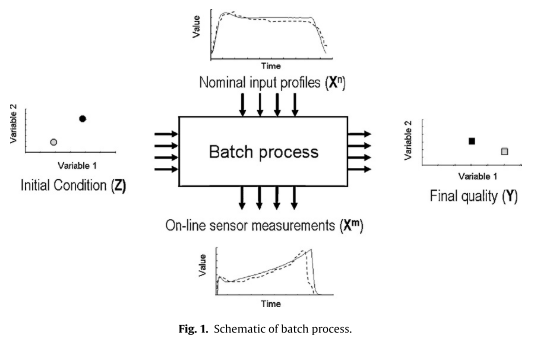 Value
Time
Nominal input profiles (Xⁿ)
Variable 2
Variable 1
Initial Condition (Z)
Batch process
Variable 2
Variable 1
Final quality (Y)
On-line sensor measurements (Xᵐ)
Value
Time
Fig. 1. Schematic of batch process.